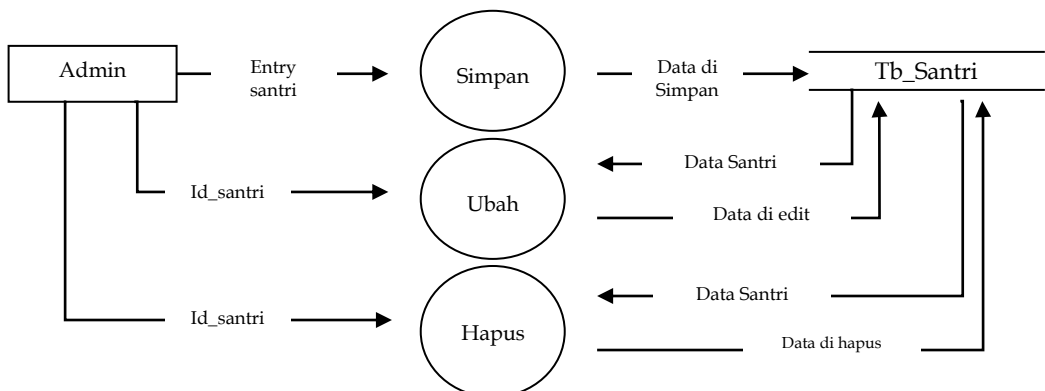 Admin
Entry
santri
Simpan
Data di
Simpan
Tb_Santri
Data Santri
Id_santri
Ubah
Data di edit
Data Santri
Id_santri
Hapus
Data di hapus